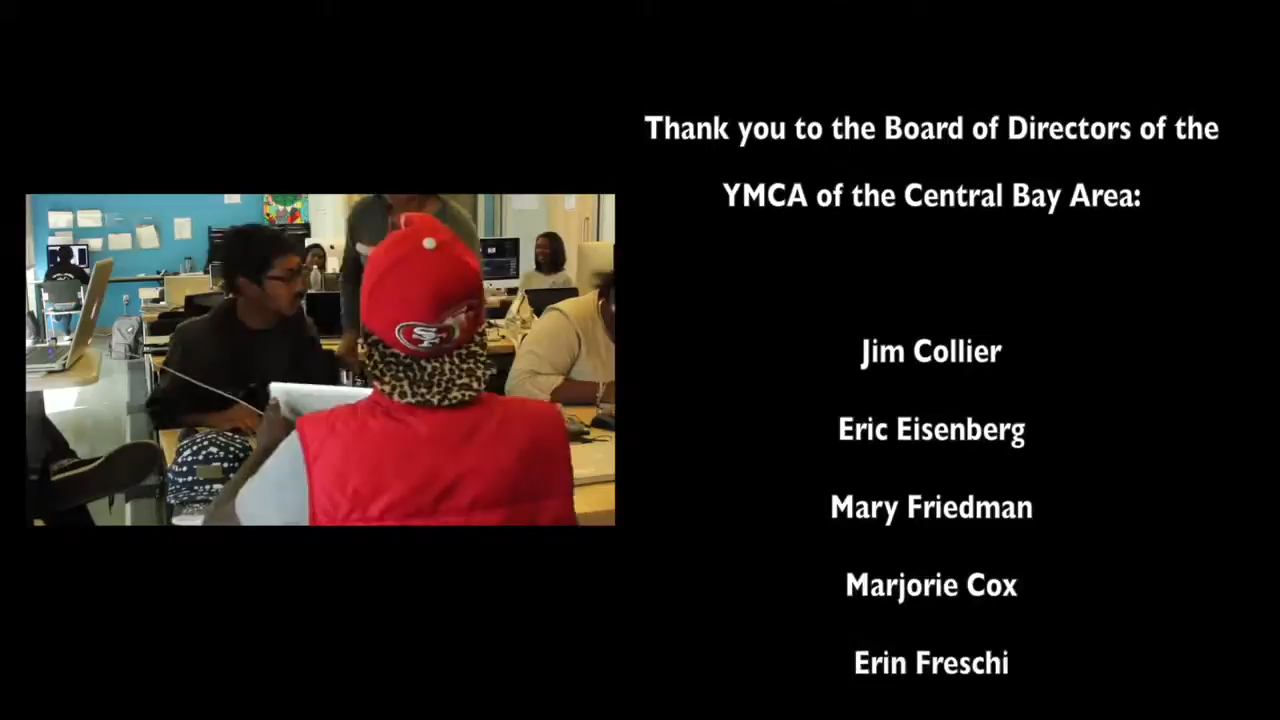 Thank you to the Board of Directors of the
YMCA of the Central Bay Area:
Jim Collier
Eric Eisenberg
Mary Friedman
Marjorie Cox
Erin Freschi
SF